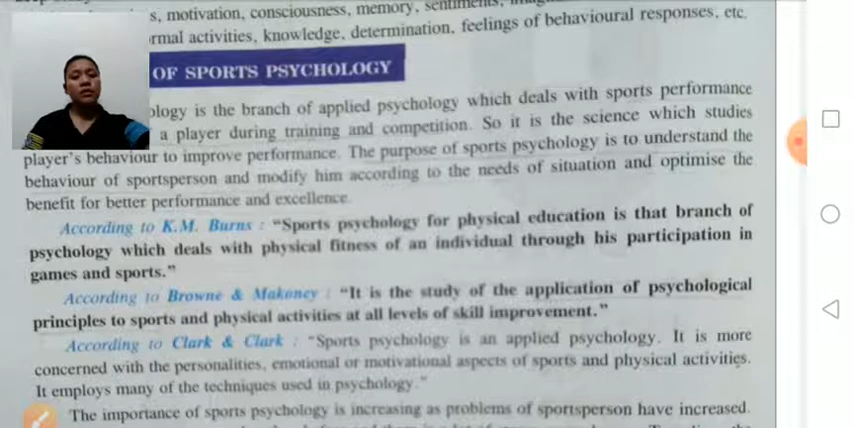 s, motivation, consciousness, memory, sentiments,
rmal activities, knowledge, determination, feelings of behavioural responses, etc.
OF SPORTS PSYCHOLOGY
ology is the branch of applied psychology which deals with sports performance
a player during training and competition. So it is the science which studies
player's behaviour to improve performance. The purpose of sports psychology is to understand the
behaviour of sportsperson and modify him according to the needs of situation and optimise the
benefit for better performance and excellence.
According to K.M. Burns : "Sports psychology for physical education is that branch of
psychology which deals with physical fitness of an individual through his participation in
games and sports."
According to Browne & Makoney : "It is the study of the application of psychological
principles to sports and physical activities at all levels of skill improvement."
According to Clark & Clark : "Sports psychology is an applied psychology. It is more
concerned with the personalities, emotional or motivational aspects of sports and physical activities.
It employs many of the techniques used in psychology."
The importance of sports psychology is increasing as problems of sportsperson have increased.